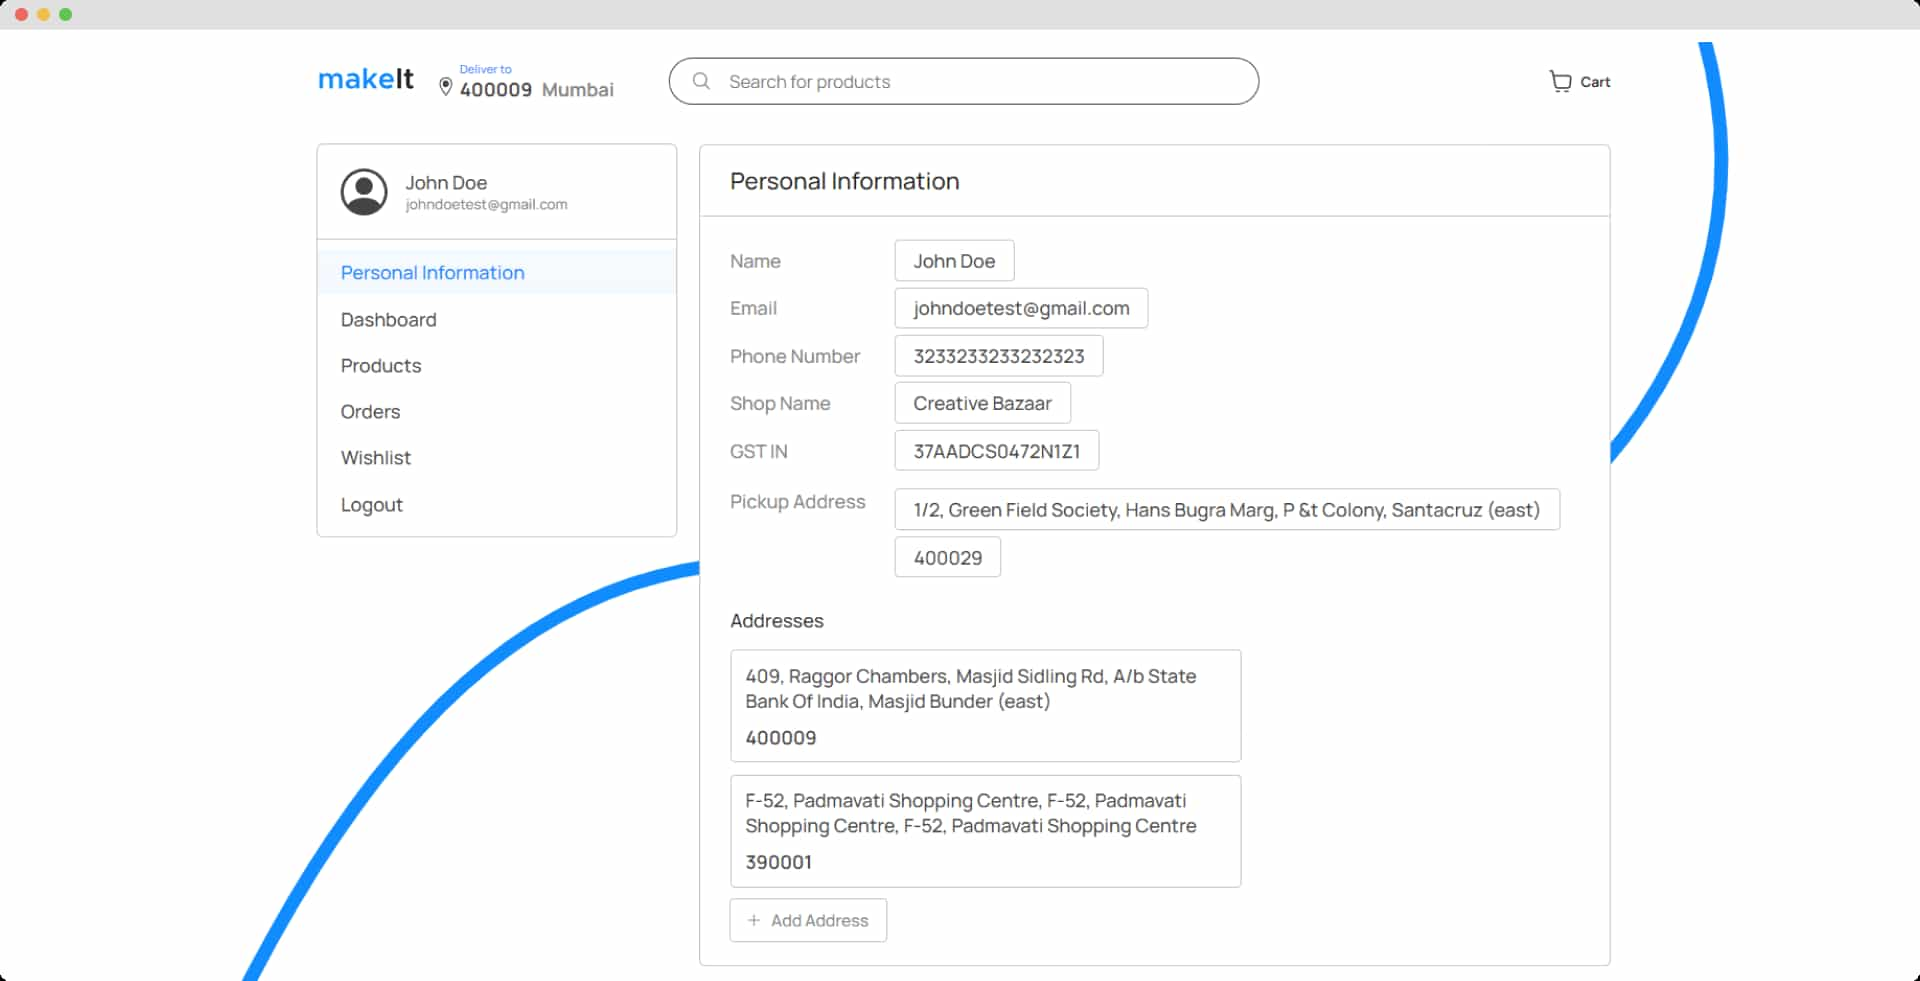 makeIt
Deliver to
400009 Mumbai
Search for products
Cart
John Doe
johndoetest@gmail.com
Personal Information
Dashboard
Products
Orders
Wishlist
Logout
Personal Information
Name
John Doe
Email
johndoetest@gmail.com
Phone Number
3233233233232323
Shop Name
Creative Bazaar
GST IN
37AADCS0472N1Z1
Pickup Address
1/2, Green Field Society, Hans Bugra Marg, P &t Colony, Santacruz (east)
400029
Addresses
409, Raggor Chambers, Masjid Sidling Rd, A/b State
Bank Of India, Masjid Bunder (east)
400009
F-52, Padmavati Shopping Centre, F-52, Padmavati
Shopping Centre, F-52, Padmavati Shopping Centre
390001
+ Add Address